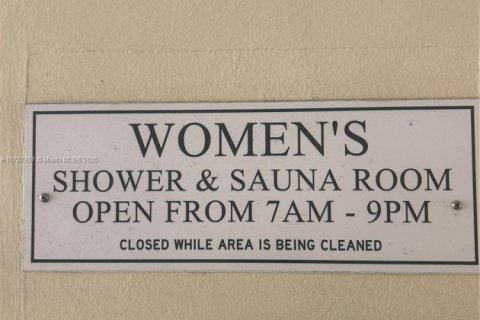 WOMEN'S
SHOWER & SAUNA ROOM
OPEN FROM 7AM - 9PM
CLOSED WHILE AREA IS BEING CLEANED